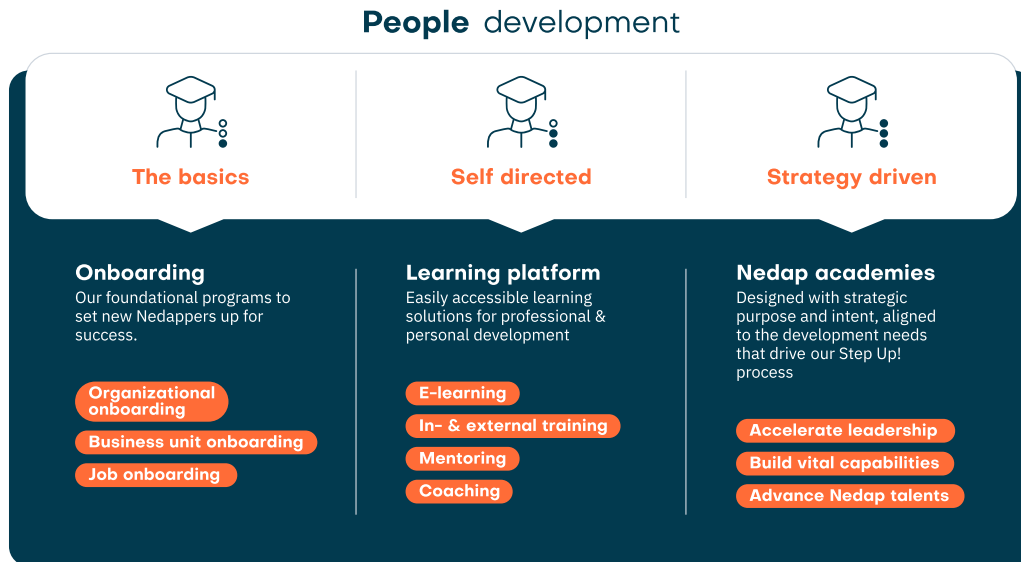 People development
The basics
Self directed
Strategy driven
Onboarding
Our foundational programs to
set new Nedappers up for
success.
Organizational
onboarding
Business unit onboarding
Job onboarding
Learning platform
Easily accessible learning
solutions for professional &
personal development
E-learning
In- & external training
Mentoring
Coaching
Nedap academies
Designed with strategic
purpose and intent, aligned
to the development needs
that drive our Step Up!
process
Accelerate leadership
Build vital capabilities
Advance Nedap talents